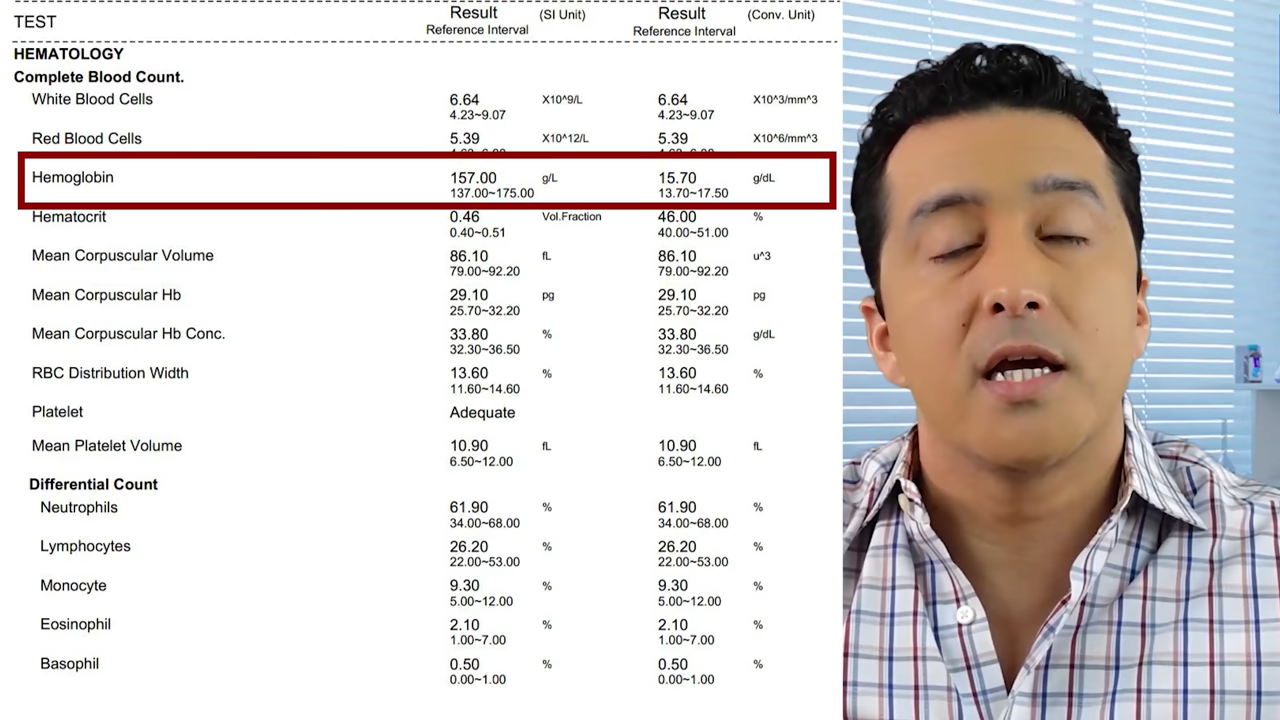 TEST Result (SI Unit) Result (Conv. Unit)
Reference Interval Reference Interval
HEMATOLOGY
Complete Blood Count.
White Blood Cells 6.64 X10^9/L 6.64 X10^3/mm^3
4.23~9.07 4.23~9.07
Red Blood Cells 5.39 X10^12/L 5.39 X10^6/mm^3
Hemoglobin 157.00 g/L 15.70 g/dL
137.00~175.00 13.70~17.50
Hematocrit 0.46 Vol.Fraction 46.00 %
0.40~0.51 40.00~51.00
Mean Corpuscular Volume 86.10 fL 86.10 u^3
79.00~92.20 79.00~92.20
Mean Corpuscular Hb 29.10 pg 29.10 pg
25.70~32.20 25.70~32.20
Mean Corpuscular Hb Conc. 33.80 % 33.80 g/dL
32.30~36.50 32.30~36.50
RBC Distribution Width 13.60 % 13.60 %
11.60~14.60 11.60~14.60
Platelet Adequate
Mean Platelet Volume 10.90 fL 10.90 fL
6.50~12.00 6.50~12.00
Differential Count
Neutrophils 61.90 % 61.90 %
34.00~68.00 34.00~68.00
Lymphocytes 26.20 % 26.20 %
22.00~53.00 22.00~53.00
Monocyte 9.30 % 9.30 %
5.00~12.00 5.00~12.00
Eosinophil 2.10 % 2.10 %
1.00~7.00 1.00~7.00
Basophil 0.50 % 0.50 %
0.00~1.00 0.00~1.00